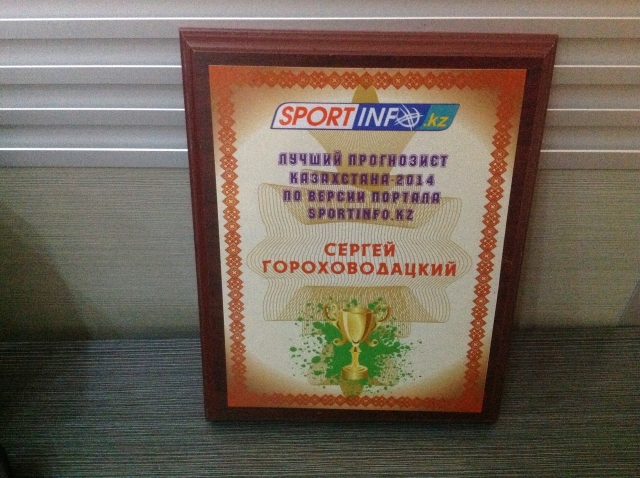 SPORTINFO.kz
ЛУЧШИЙ ПРОГНОЗИСТ
КАЗАХСТАНА-2014
ПО ВЕРСИИ ПОРТАЛА
SPORTINFO.KZ
СЕРГЕЙ
ГОРОХОВОДАЦКИЙ